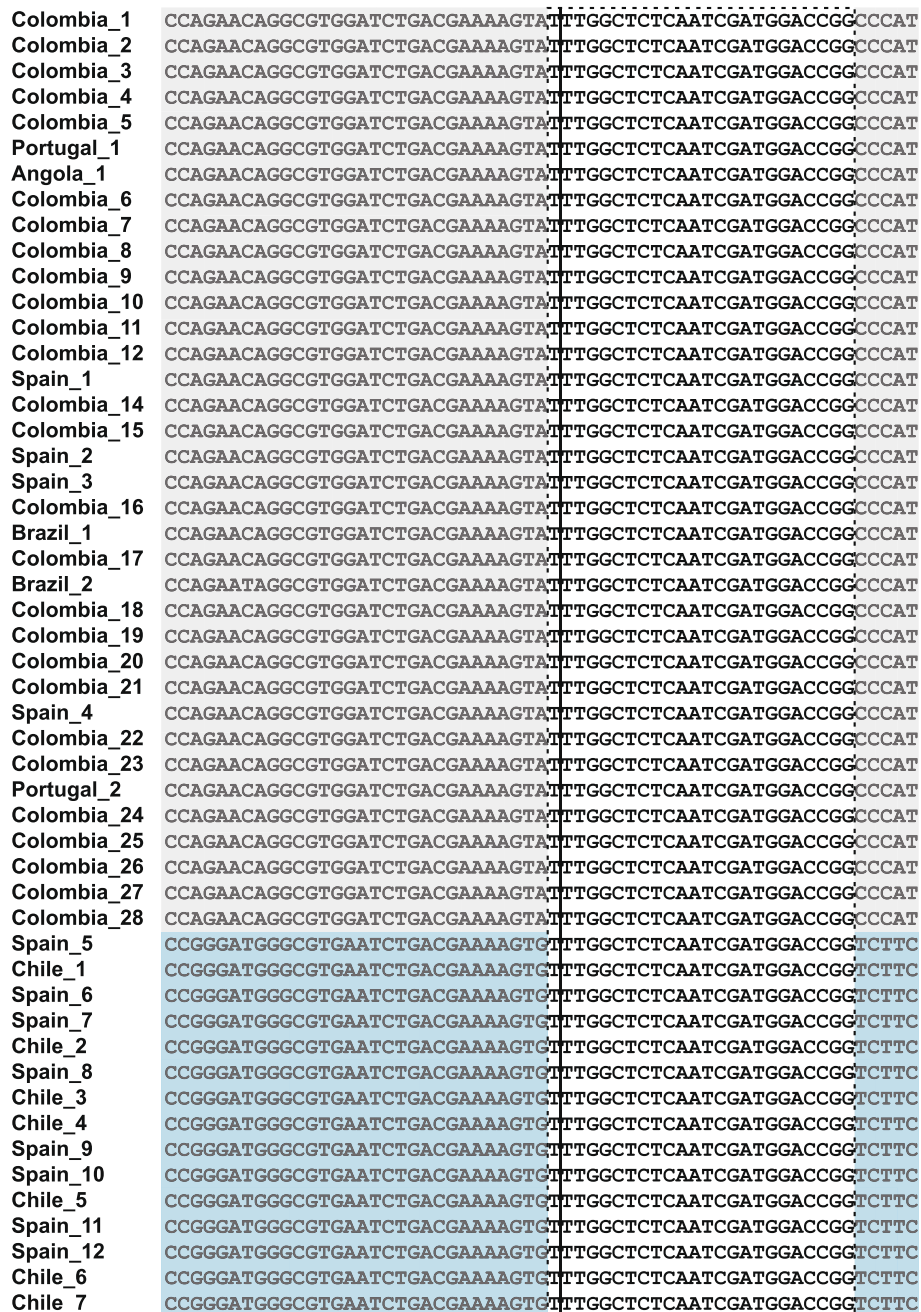 Colombia_1 CCAGAACAGGCGTGGATCTGACGAAAAGTATTTGGCTCTCAATCGATGGACCGGCCCAT
Colombia_2 CCAGAACAGGCGTGGATCTGACGAAAAGTATTTGGCTCTCAATCGATGGACCGGCCCAT
Colombia_3 CCAGAACAGGCGTGGATCTGACGAAAAGTATTTGGCTCTCAATCGATGGACCGGCCCAT
Colombia_4 CCAGAACAGGCGTGGATCTGACGAAAAGTATTTGGCTCTCAATCGATGGACCGGCCCAT
Colombia_5 CCAGAACAGGCGTGGATCTGACGAAAAGTATTTGGCTCTCAATCGATGGACCGGCCCAT
Portugal_1 CCAGAACAGGCGTGGATCTGACGAAAAGTATTTGGCTCTCAATCGATGGACCGGCCCAT
Angola_1 CCAGAACAGGCGTGGATCTGACGAAAAGTATTTGGCTCTCAATCGATGGACCGGCCCAT
Colombia_6 CCAGAACAGGCGTGGATCTGACGAAAAGTATTTGGCTCTCAATCGATGGACCGGCCCAT
Colombia_7 CCAGAACAGGCGTGGATCTGACGAAAAGTATTTGGCTCTCAATCGATGGACCGGCCCAT
Colombia_8 CCAGAACAGGCGTGGATCTGACGAAAAGTATTTGGCTCTCAATCGATGGACCGGCCCAT
Colombia_9 CCAGAACAGGCGTGGATCTGACGAAAAGTATTTGGCTCTCAATCGATGGACCGGCCCAT
Colombia_10 CCAGAACAGGCGTGGATCTGACGAAAAGTATTTGGCTCTCAATCGATGGACCGGCCCAT
Colombia_11 CCAGAACAGGCGTGGATCTGACGAAAAGTATTTGGCTCTCAATCGATGGACCGGCCCAT
Colombia_12 CCAGAACAGGCGTGGATCTGACGAAAAGTATTTGGCTCTCAATCGATGGACCGGCCCAT
Spain_1 CCAGAACAGGCGTGGATCTGACGAAAAGTATTTGGCTCTCAATCGATGGACCGGCCCAT
Colombia_14 CCAGAACAGGCGTGGATCTGACGAAAAGTATTTGGCTCTCAATCGATGGACCGGCCCAT
Colombia_15 CCAGAACAGGCGTGGATCTGACGAAAAGTATTTGGCTCTCAATCGATGGACCGGCCCAT
Spain_2 CCAGAACAGGCGTGGATCTGACGAAAAGTATTTGGCTCTCAATCGATGGACCGGCCCAT
Spain_3 CCAGAACAGGCGTGGATCTGACGAAAAGTATTTGGCTCTCAATCGATGGACCGGCCCAT
Colombia_16 CCAGAACAGGCGTGGATCTGACGAAAAGTATTTGGCTCTCAATCGATGGACCGGCCCAT
Brazil_1 CCAGAACAGGCGTGGATCTGACGAAAAGTATTTGGCTCTCAATCGATGGACCGGCCCAT
Colombia_17 CCAGAACAGGCGTGGATCTGACGAAAAGTATTTGGCTCTCAATCGATGGACCGGCCCAT
Brazil_2 CCAGAATAGGCGTGGATCTGACGAAAAGTATTTGGCTCTCAATCGATGGACCGGCCCAT
Colombia_18 CCAGAACAGGCGTGGATCTGACGAAAAGTATTTGGCTCTCAATCGATGGACCGGCCCAT
Colombia_19 CCAGAACAGGCGTGGATCTGACGAAAAGTATTTGGCTCTCAATCGATGGACCGGCCCAT
Colombia_20 CCAGAACAGGCGTGGATCTGACGAAAAGTATTTGGCTCTCAATCGATGGACCGGCCCAT
Colombia_21 CCAGAACAGGCGTGGATCTGACGAAAAGTATTTGGCTCTCAATCGATGGACCGGCCCAT
Spain_4 CCAGAACAGGCGTGGATCTGACGAAAAGTATTTGGCTCTCAATCGATGGACCGGCCCAT
Colombia_22 CCAGAACAGGCGTGGATCTGACGAAAAGTATTTGGCTCTCAATCGATGGACCGGCCCAT
Colombia_23 CCAGAACAGGCGTGGATCTGACGAAAAGTATTTGGCTCTCAATCGATGGACCGGCCCAT
Portugal_2 CCAGAACAGGCGTGGATCTGACGAAAAGTATTTGGCTCTCAATCGATGGACCGGCCCAT
Colombia_24 CCAGAACAGGCGTGGATCTGACGAAAAGTATTTGGCTCTCAATCGATGGACCGGCCCAT
Colombia_25 CCAGAACAGGCGTGGATCTGACGAAAAGTATTTGGCTCTCAATCGATGGACCGGCCCAT
Colombia_26 CCAGAACAGGCGTGGATCTGACGAAAAGTATTTGGCTCTCAATCGATGGACCGGCCCAT
Colombia_27 CCAGAACAGGCGTGGATCTGACGAAAAGTATTTGGCTCTCAATCGATGGACCGGCCCAT
Colombia_28 CCAGAACAGGCGTGGATCTGACGAAAAGTATTTGGCTCTCAATCGATGGACCGGCCCAT
Spain_5 CCGGGATGGGCGTGAATCTGACGAAAAGTGTTTGGCTCTCAATCGATGGACCGGTCTTC
Chile_1 CCGGGATGGGCGTGAATCTGACGAAAAGTGTTTGGCTCTCAATCGATGGACCGGTCTTC
Spain_6 CCGGGATGGGCGTGAATCTGACGAAAAGTGTTTGGCTCTCAATCGATGGACCGGTCTTC
Spain_7 CCGGGATGGGCGTGAATCTGACGAAAAGTGTTTGGCTCTCAATCGATGGACCGGTCTTC
Chile_2 CCGGGATGGGCGTGAATCTGACGAAAAGTGTTTGGCTCTCAATCGATGGACCGGTCTTC
Spain_8 CCGGGATGGGCGTGAATCTGACGAAAAGTGTTTGGCTCTCAATCGATGGACCGGTCTTC
Chile_3 CCGGGATGGGCGTGAATCTGACGAAAAGTGTTTGGCTCTCAATCGATGGACCGGTCTTC
Chile_4 CCGGGATGGGCGTGAATCTGACGAAAAGTGTTTGGCTCTCAATCGATGGACCGGTCTTC
Spain_9 CCGGGATGGGCGTGAATCTGACGAAAAGTGTTTGGCTCTCAATCGATGGACCGGTCTTC
Spain_10 CCGGGATGGGCGTGAATCTGACGAAAAGTGTTTGGCTCTCAATCGATGGACCGGTCTTC
Chile_5 CCGGGATGGGCGTGAATCTGACGAAAAGTGTTTGGCTCTCAATCGATGGACCGGTCTTC
Spain_11 CCGGGATGGGCGTGAATCTGACGAAAAGTGTTTGGCTCTCAATCGATGGACCGGTCTTC
Spain_12 CCGGGATGGGCGTGAATCTGACGAAAAGTGTTTGGCTCTCAATCGATGGACCGGTCTTC
Chile_6 CCGGGATGGGCGTGAATCTGACGAAAAGTGTTTGGCTCTCAATCGATGGACCGGTCTTC
Chile_7 CCGGGATGGGCGTGAATCTGACGAAAAGTGTTTGGCTCTCAATCGATGGACCGGTCTTC